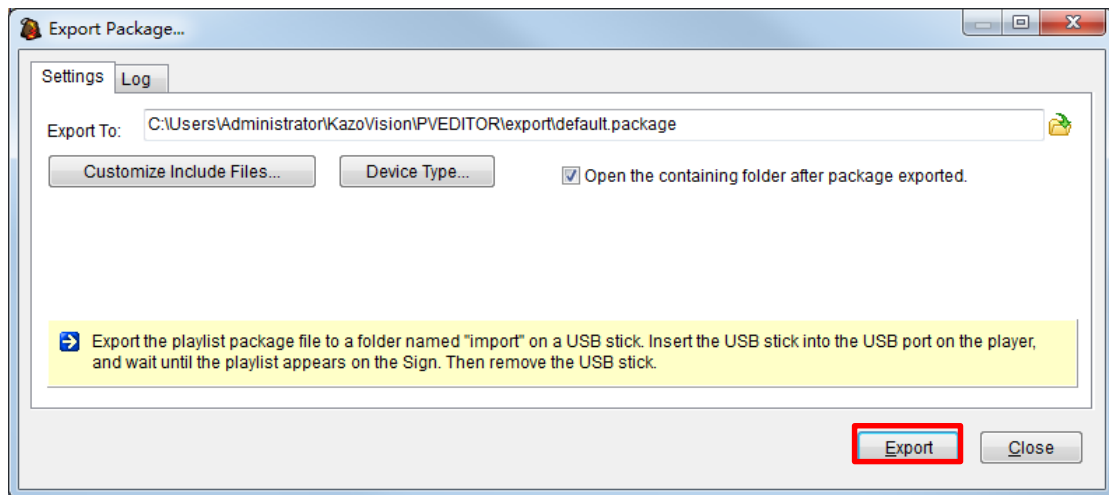 Export Package...
Settings Log
Export To: C:\Users\Administrator\KazoVision\PVEDITOR\export\default.package
Customize Include Files... Device Type... Open the containing folder after package exported.
Export the playlist package file to a folder named "import" on a USB stick. Insert the USB stick into the USB port on the player,
and wait until the playlist appears on the Sign. Then remove the USB stick.
Export Close